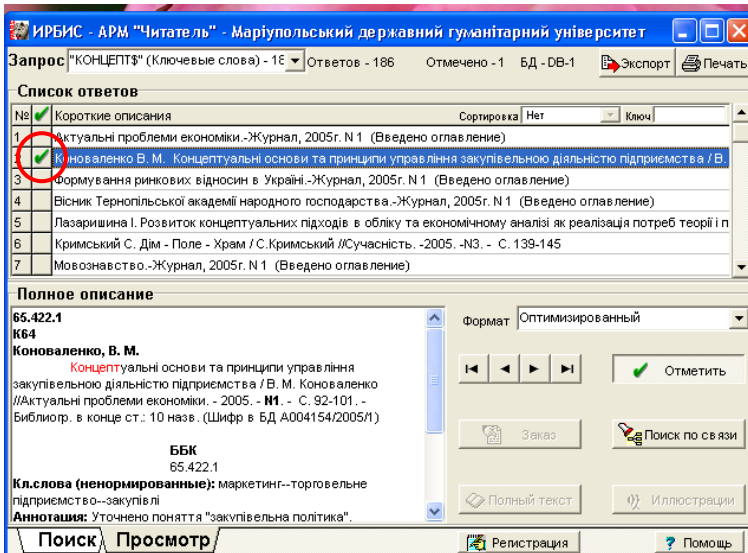 ИРБИС - АРМ "Читатель" - Маріупольський державний гуманітарний університет
Запрос "КОНЦЕПТ$" (Ключевые слова) - 18 Ответов - 186 Отмечено - 1 БД - DB-1 Экспорт Печать
Список ответов
№ Короткие описания Сортировка Нет Ключ
1 Актуальні проблеми економіки.-Журнал, 2005г. N 1 (Введено оглавление)
2 Коноваленко В. М. Концептуальні основи та принципи управління закупівельною діяльністю підприємства / В.
3 Формування ринкових відносин в Україні.-Журнал, 2005г. N 1 (Введено оглавление)
4 Вісник Тернопільської академії народного господарства.-Журнал, 2005г. N 1 (Введено оглавление)
5 Лазаришина І. Розвиток концептуальних підходів в обліку та економічному аналізі як реалізація потреб теорії і п
6 Кримський С. Дім - Поле - Храм / С.Кримський //Сучасність. -2005. -N3. - С. 139-145
7 Мовознавство.-Журнал, 2005г. N 1 (Введено оглавление)
Полное описание
65.422.1
К64
Коноваленко, В. М.
Концептуальні основи та принципи управління
закупівельною діяльністю підприємства / В. М. Коноваленко
//Актуальні проблеми економіки. - 2005. - N1. - С. 92-101. -
Библиогр. в конце ст.: 10 назв. (Шифр в БД А004154/2005/1)
ББК
65.422.1
Кл.слова (ненормированные): маркетинг--торговельне
підприємство--закупівлі
Аннотация: Уточнено поняття "закупівельна політика".
Формат Оптимизированный
Отметить
Заказ Поиск по связи
Полный текст Иллюстрации
Поиск Просмотр Регистрация Помощь